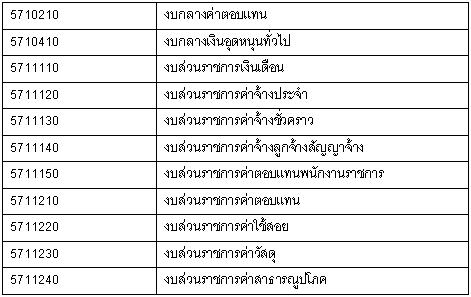 5710210 งบกลางค่าตอบแทน
5710410 งบกลางเงินอุดหนุนทั่วไป
5711110 งบส่วนราชการเงินเดือน
5711120 งบส่วนราชการค่าจ้างประจำ
5711130 งบส่วนราชการค่าจ้างชั่วคราว
5711140 งบส่วนราชการค่าจ้างลูกจ้างสัญญาจ้าง
5711150 งบส่วนราชการค่าตอบแทนพนักงานราชการ
5711210 งบส่วนราชการค่าตอบแทน
5711220 งบส่วนราชการค่าใช้สอย
5711230 งบส่วนราชการค่าวัสดุ
5711240 งบส่วนราชการค่าสาธารณูปโภค